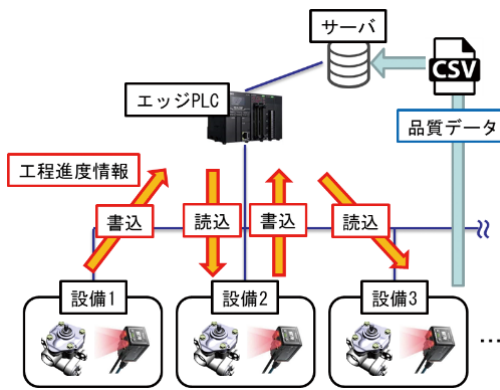 サーバ
CSV
エッジPLC
品質データ
工程進度情報
書込
読込
書込
読込
設備1
設備2
設備3
…